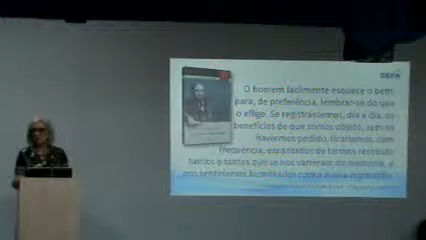 O homem facilmente esquece o bem
para, de preferência, lembrar-se do que
o aflige. Se registrássemos, dia a dia, os
benefícios de que somos objeto, sem os
havermos pedido, ficaríamos, com
frequência, espantados de termos recebido
tantos e tantos que se nos varreram da memória, e
nos sentiríamos humilhados com a nossa ingratidão.